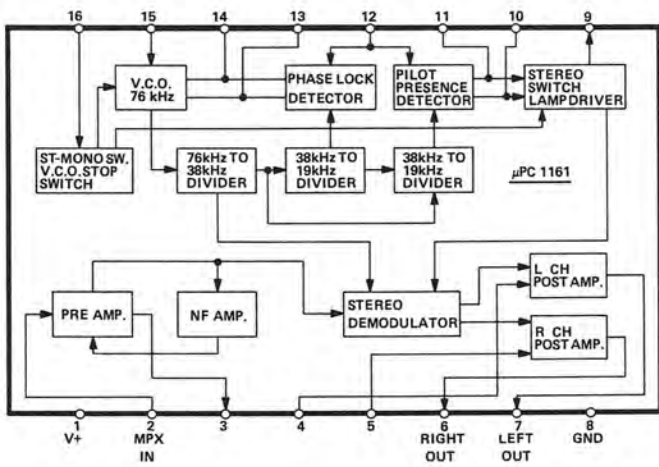 16 15 14 13 12 11 10 9
V.C.O.
76 kHz
PHASE LOCK
DETECTOR
PILOT
PRESENCE
DETECTOR
STEREO
SWITCH
LAMP DRIVER
ST-MONO SW.
V.C.O. STOP
SWITCH
76kHz TO
38kHz
DIVIDER
38kHz TO
19kHz
DIVIDER
38kHz TO
19kHz
DIVIDER
μPC 1161
PRE AMP.
NF AMP.
STEREO
DEMODULATOR
L CH
POST AMP.
R CH
POST AMP.
1 2 3 4 5 6 7 8
V+ MPX RIGHT LEFT GND
IN OUT OUT